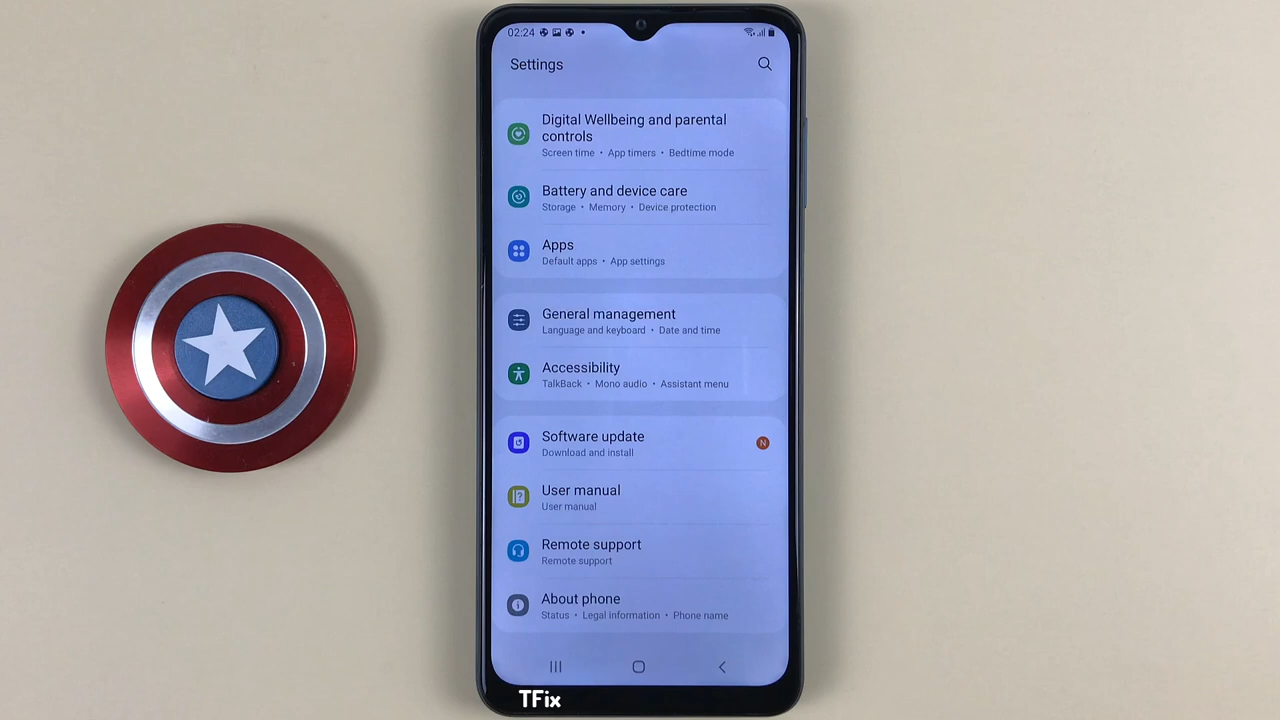 02:24
Settings
Digital Wellbeing and parental
controls
Screen time • App timers • Bedtime mode
Battery and device care
Storage • Memory • Device protection
Apps
Default apps • App settings
General management
Language and keyboard • Date and time
Accessibility
TalkBack • Mono audio • Assistant menu
Software update
N
Download and install
User manual
User manual
Remote support
Remote support
About phone
Status • Legal information • Phone name
TFix